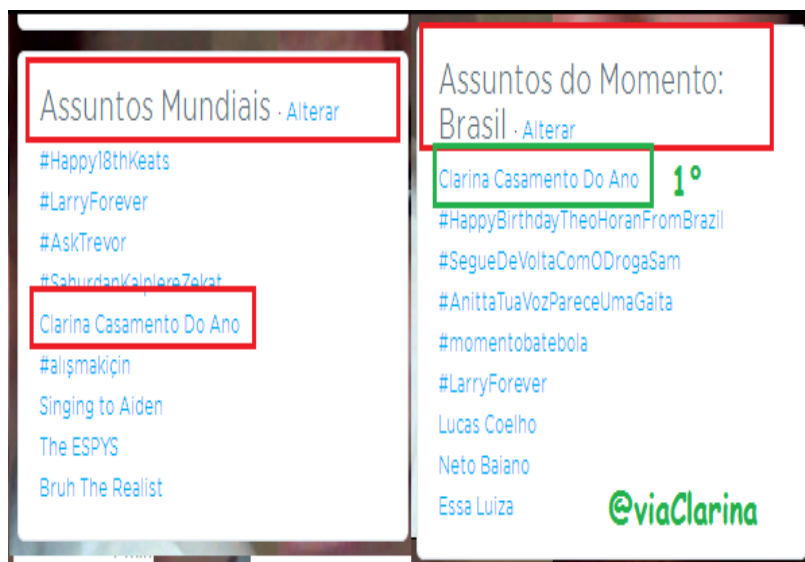 Assuntos Mundiais · Alterar
#Happy18thKeats
#LarryForever
#AskTrevor
#SahurdanKalplereZekat
Clarina Casamento Do Ano
#alışmakiçin
Singing to Aiden
The ESPYS
Bruh The Realist
Assuntos do Momento:
Brasil · Alterar
Clarina Casamento Do Ano 1º
#HappyBirthdayTheoHoranFromBrazil
#SegueDeVoltaComODrogaSam
#AnittaTuaVozPareceUmaGaita
#momentobatebola
#LarryForever
Lucas Coelho
Neto Baiano
Essa Luiza
@viaClarina